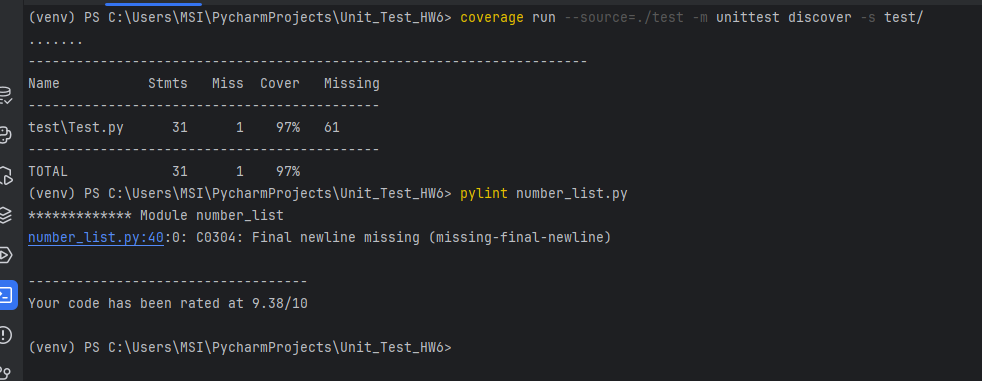 (venv) PS C:\Users\MSI\PycharmProjects\Unit_Test_HW6> coverage run --source=./test -m unittest discover -s test/
.......
----------------------------------------------------------------------
Name           Stmts   Miss  Cover   Missing
--------------------------------------------
test\Test.py      31      1    97%   61
--------------------------------------------
TOTAL             31      1    97%
(venv) PS C:\Users\MSI\PycharmProjects\Unit_Test_HW6> pylint number_list.py
************* Module number_list
number_list.py:40:0: C0304: Final newline missing (missing-final-newline)
-----------------------------------
Your code has been rated at 9.38/10
(venv) PS C:\Users\MSI\PycharmProjects\Unit_Test_HW6>